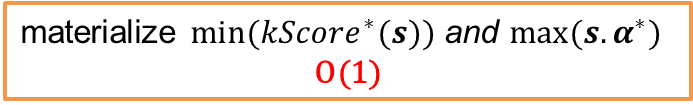 materialize min(kScore*(s)) and max(s.α*)
O(1)